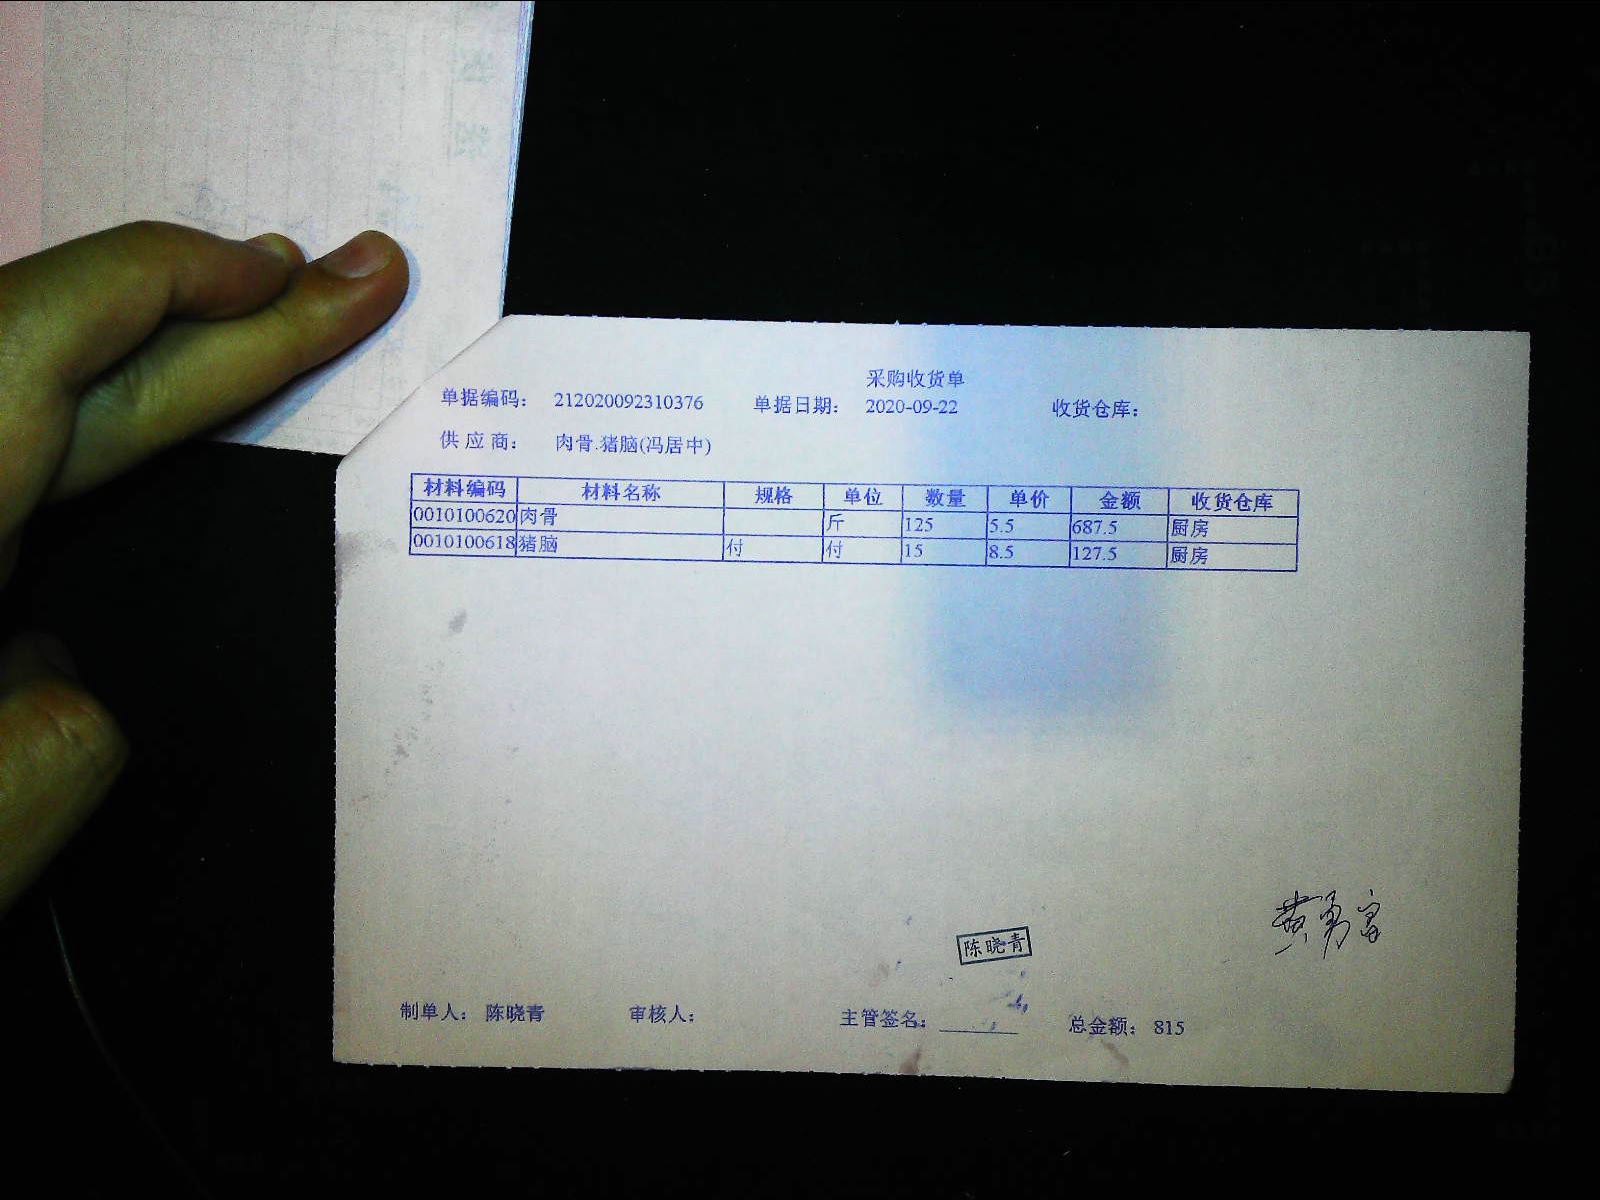 采购收货单
单据编码: 212020092310376 单据日期: 2020-09-22 收货仓库:
供应商: 肉骨.猪脑(冯居中)
材料编码 材料名称 规格 单位 数量 单价 金额 收货仓库
0010100620 肉骨 斤 125 5.5 687.5 厨房
0010100618 猪脑 付 付 15 8.5 127.5 厨房
陈晓青
制单人: 陈晓青 审核人: 主管签名: 总金额: 815